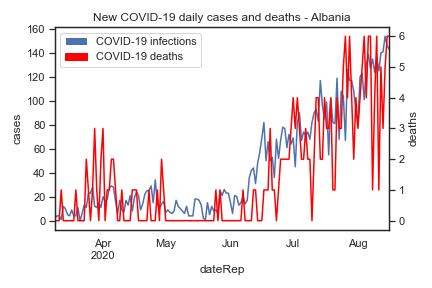 New COVID-19 daily cases and deaths - Albania
COVID-19 infections
COVID-19 deaths
160
140
120
100
80
60
40
20
0
cases
6
5
4
3
2
1
0
deaths
Apr
2020
May
Jun
Jul
Aug
dateRep